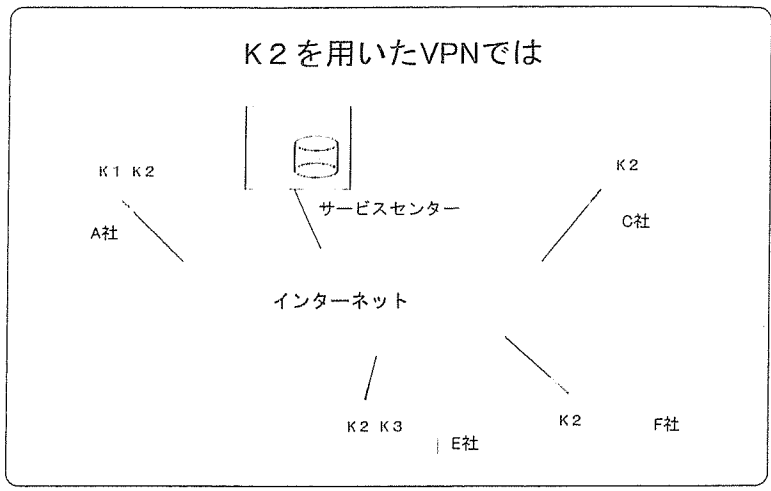 K2を用いたVPNでは
K1 K2
A社
サービスセンター
K2
C社
インターネット
K2 K3
E社
K2
F社